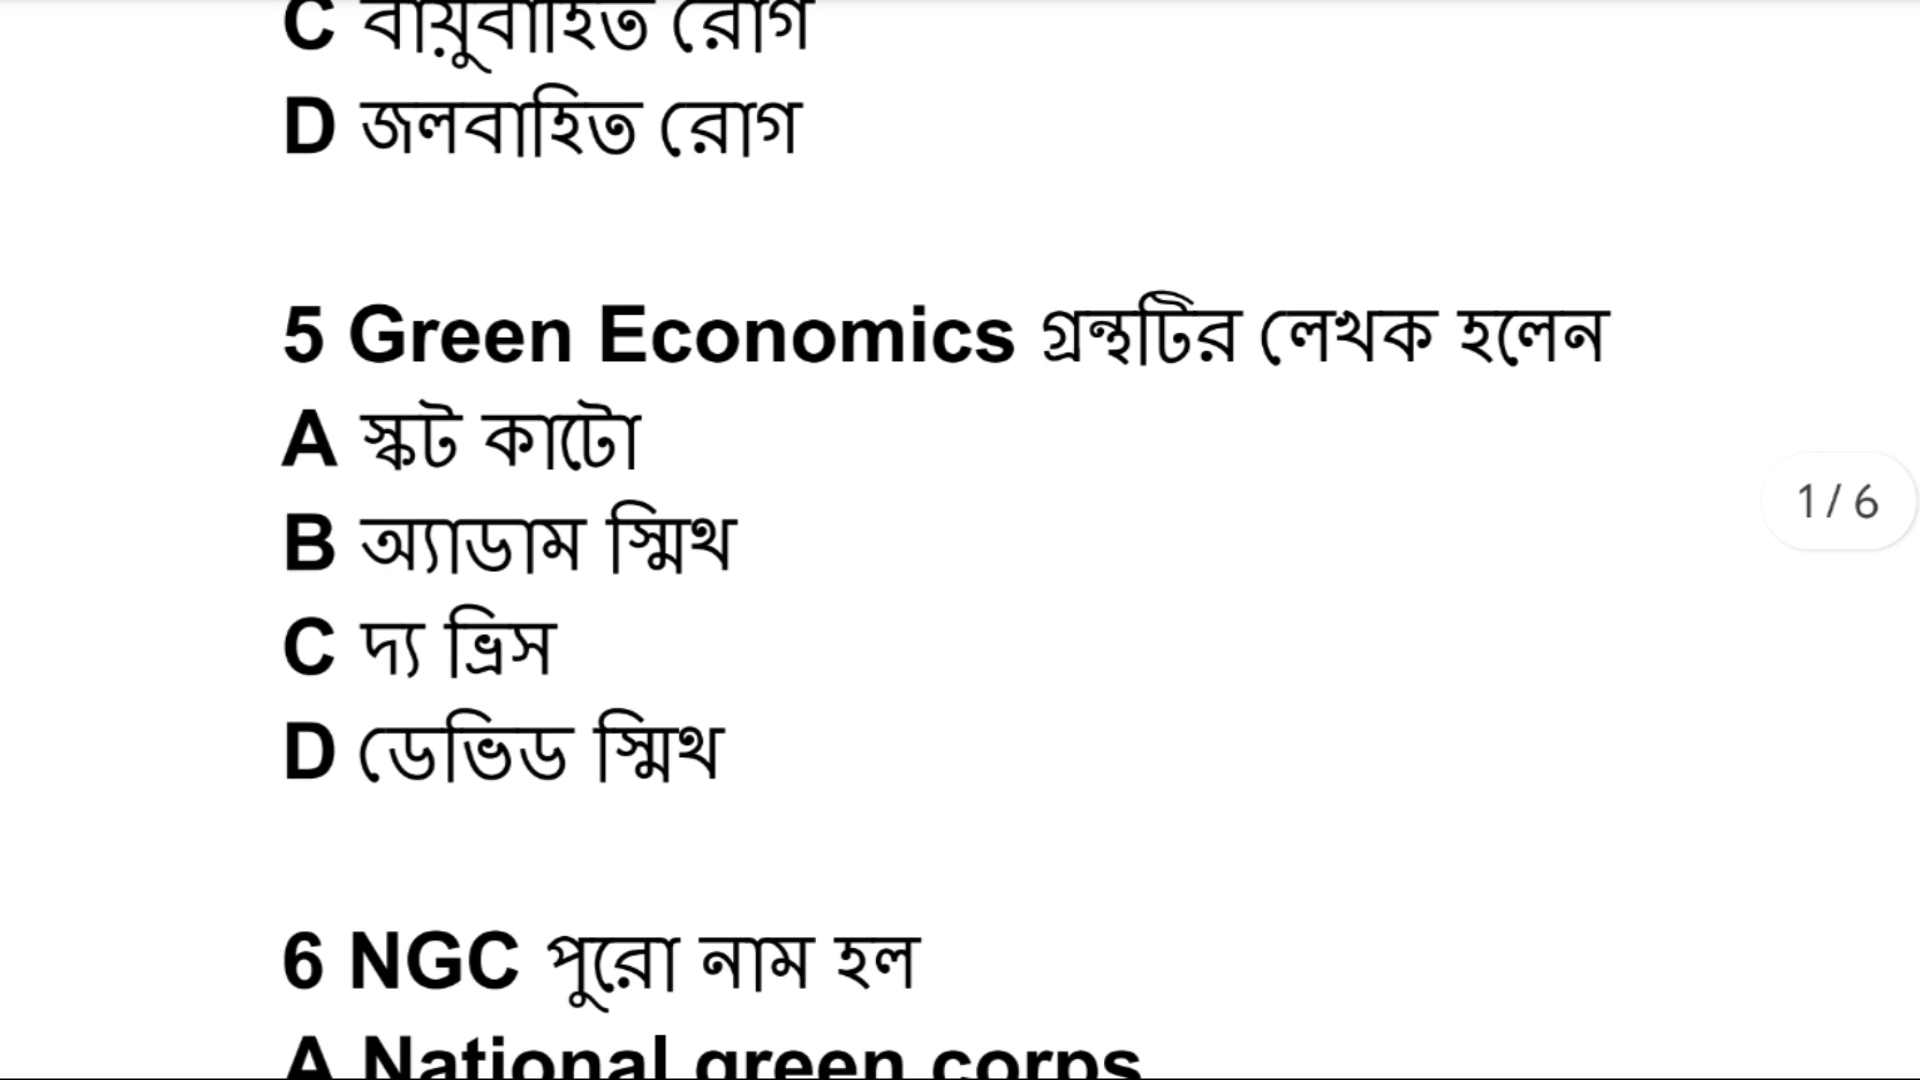 C বায়ুবাহিত রোগ
D জলবাহিত রোগ
5 Green Economics গ্রন্থটির লেখক হলেন
A স্কট কাটো
B অ্যাডাম স্মিথ
C দ্য ভ্রিস
D ডেভিড স্মিথ
1 / 6
6 NGC পুরো নাম হল
A National green corps